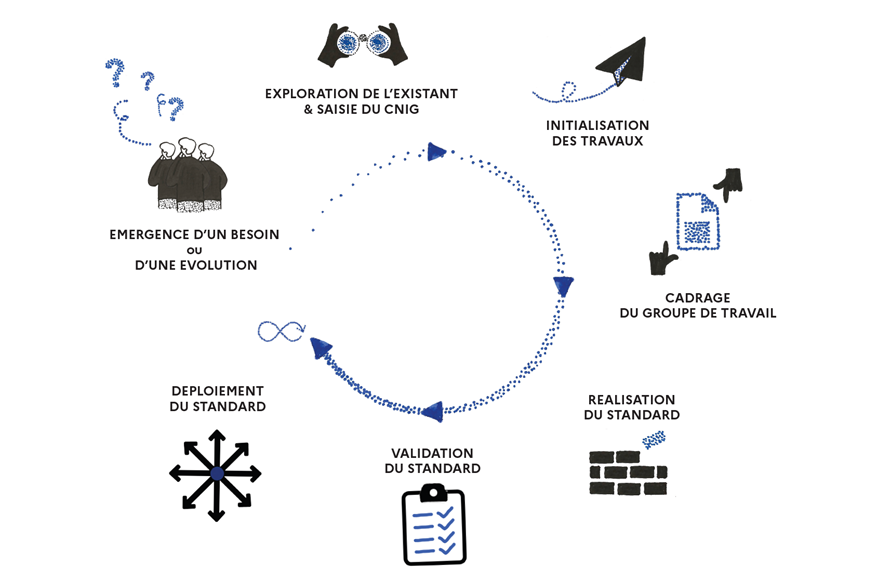 EMERGENCE D'UN BESOIN
OU
D'UNE EVOLUTION
EXPLORATION DE L'EXISTANT
& SAISIE DU CNIG
INITIALISATION
DES TRAVAUX
CADRAGE
DU GROUPE DE TRAVAIL
REALISATION
DU STANDARD
VALIDATION
DU STANDARD
DEPLOIEMENT
DU STANDARD